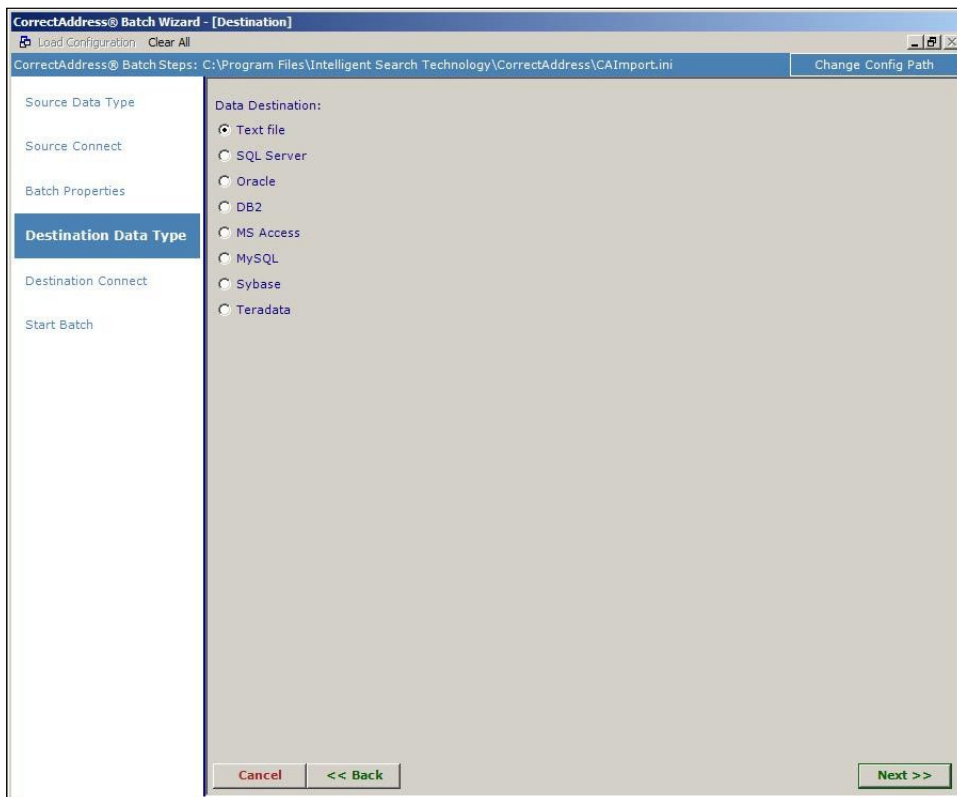 CorrectAddress® Batch Wizard - [Destination]
Load Configuration Clear All
CorrectAddress® Batch Steps: C:\Program Files\Intelligent Search Technology\CorrectAddress\CAImport.ini Change Config Path
Source Data Type
Source Connect
Batch Properties
Destination Data Type
Destination Connect
Start Batch
Data Destination:
Text file
SQL Server
Oracle
DB2
MS Access
MySQL
Sybase
Teradata
Cancel << Back Next >>